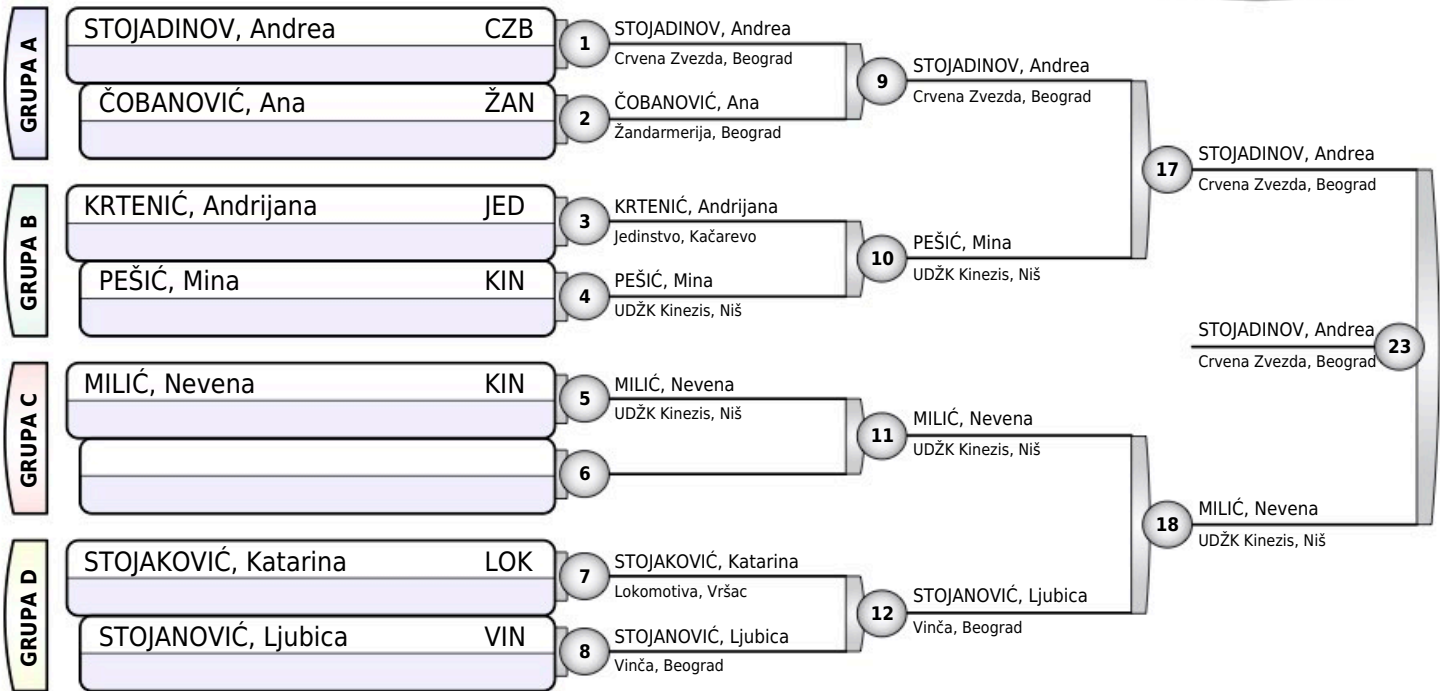 GRUPA A
STOJADINOV, Andrea CZB
ČOBANOVIĆ, Ana ŽAN
GRUPA B
KRTENIĆ, Andrijana JED
PEŠIĆ, Mina KIN
GRUPA C
MILIĆ, Nevena KIN
GRUPA D
STOJAKOVIĆ, Katarina LOK
STOJANOVIĆ, Ljubica VIN
1
STOJADINOV, Andrea
Crvena Zvezda, Beograd
2
ČOBANOVIĆ, Ana
Žandarmerija, Beograd
3
KRTENIĆ, Andrijana
Jedinstvo, Kačarevo
4
PEŠIĆ, Mina
UDŽK Kinezis, Niš
5
MILIĆ, Nevena
UDŽK Kinezis, Niš
6
7
STOJAKOVIĆ, Katarina
Lokomotiva, Vršac
8
STOJANOVIĆ, Ljubica
Vinča, Beograd
9
STOJADINOV, Andrea
Crvena Zvezda, Beograd
10
PEŠIĆ, Mina
UDŽK Kinezis, Niš
11
MILIĆ, Nevena
UDŽK Kinezis, Niš
12
STOJANOVIĆ, Ljubica
Vinča, Beograd
17
STOJADINOV, Andrea
Crvena Zvezda, Beograd
18
MILIĆ, Nevena
UDŽK Kinezis, Niš
STOJADINOV, Andrea
Crvena Zvezda, Beograd
23